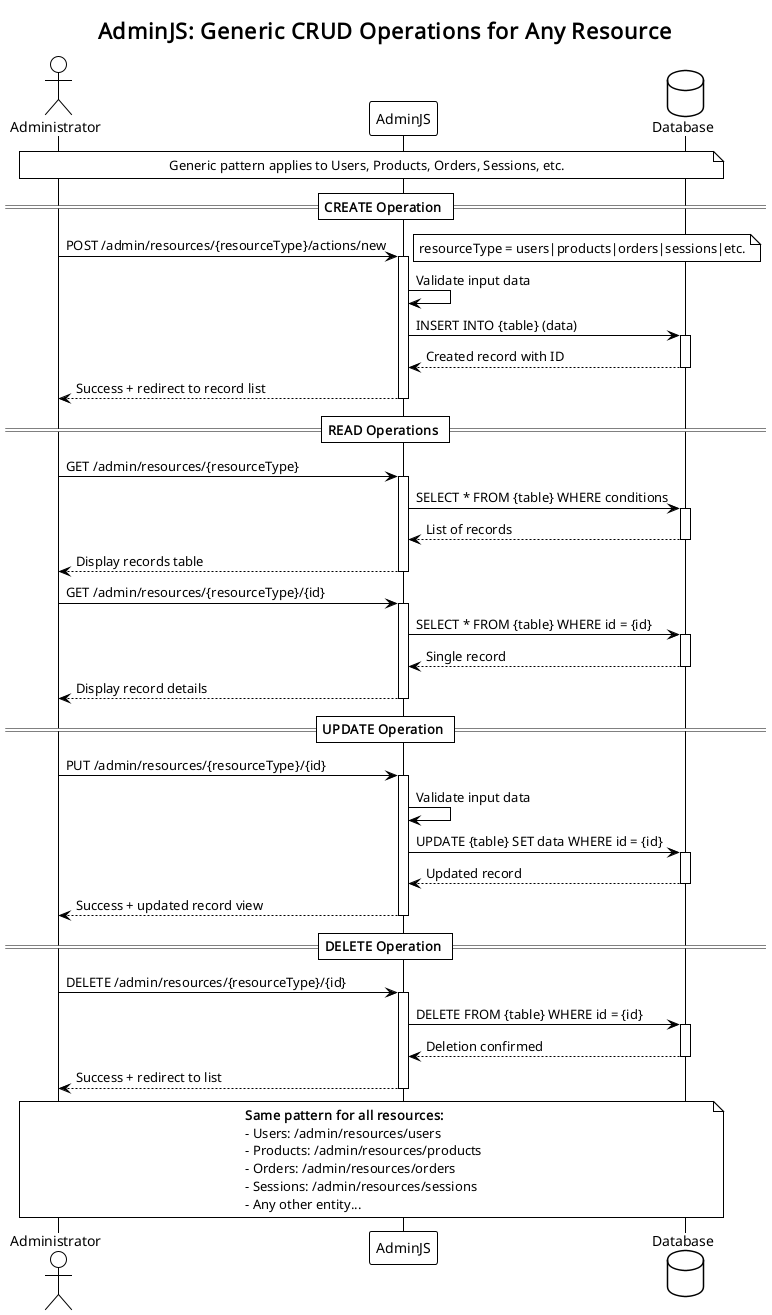 AdminJS: Generic CRUD Operations for Any Resource
Administrator
AdminJS
Database
Generic pattern applies to Users, Products, Orders, Sessions, etc.
CREATE Operation
POST /admin/resources/{resourceType}/actions/new
resourceType = users|products|orders|sessions|etc.
Validate input data
INSERT INTO {table} (data)
Created record with ID
Success + redirect to record list
READ Operations
GET /admin/resources/{resourceType}
SELECT * FROM {table} WHERE conditions
List of records
Display records table
GET /admin/resources/{resourceType}/{id}
SELECT * FROM {table} WHERE id = {id}
Single record
Display record details
UPDATE Operation
PUT /admin/resources/{resourceType}/{id}
Validate input data
UPDATE {table} SET data WHERE id = {id}
Updated record
Success + updated record view
DELETE Operation
DELETE /admin/resources/{resourceType}/{id}
DELETE FROM {table} WHERE id = {id}
Deletion confirmed
Success + redirect to list
Same pattern for all resources:
- Users: /admin/resources/users
- Products: /admin/resources/products
- Orders: /admin/resources/orders
- Sessions: /admin/resources/sessions
- Any other entity...
Administrator
AdminJS
Database